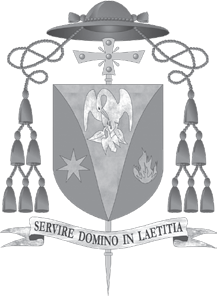 SERVIRE DOMINO IN LAETITIA